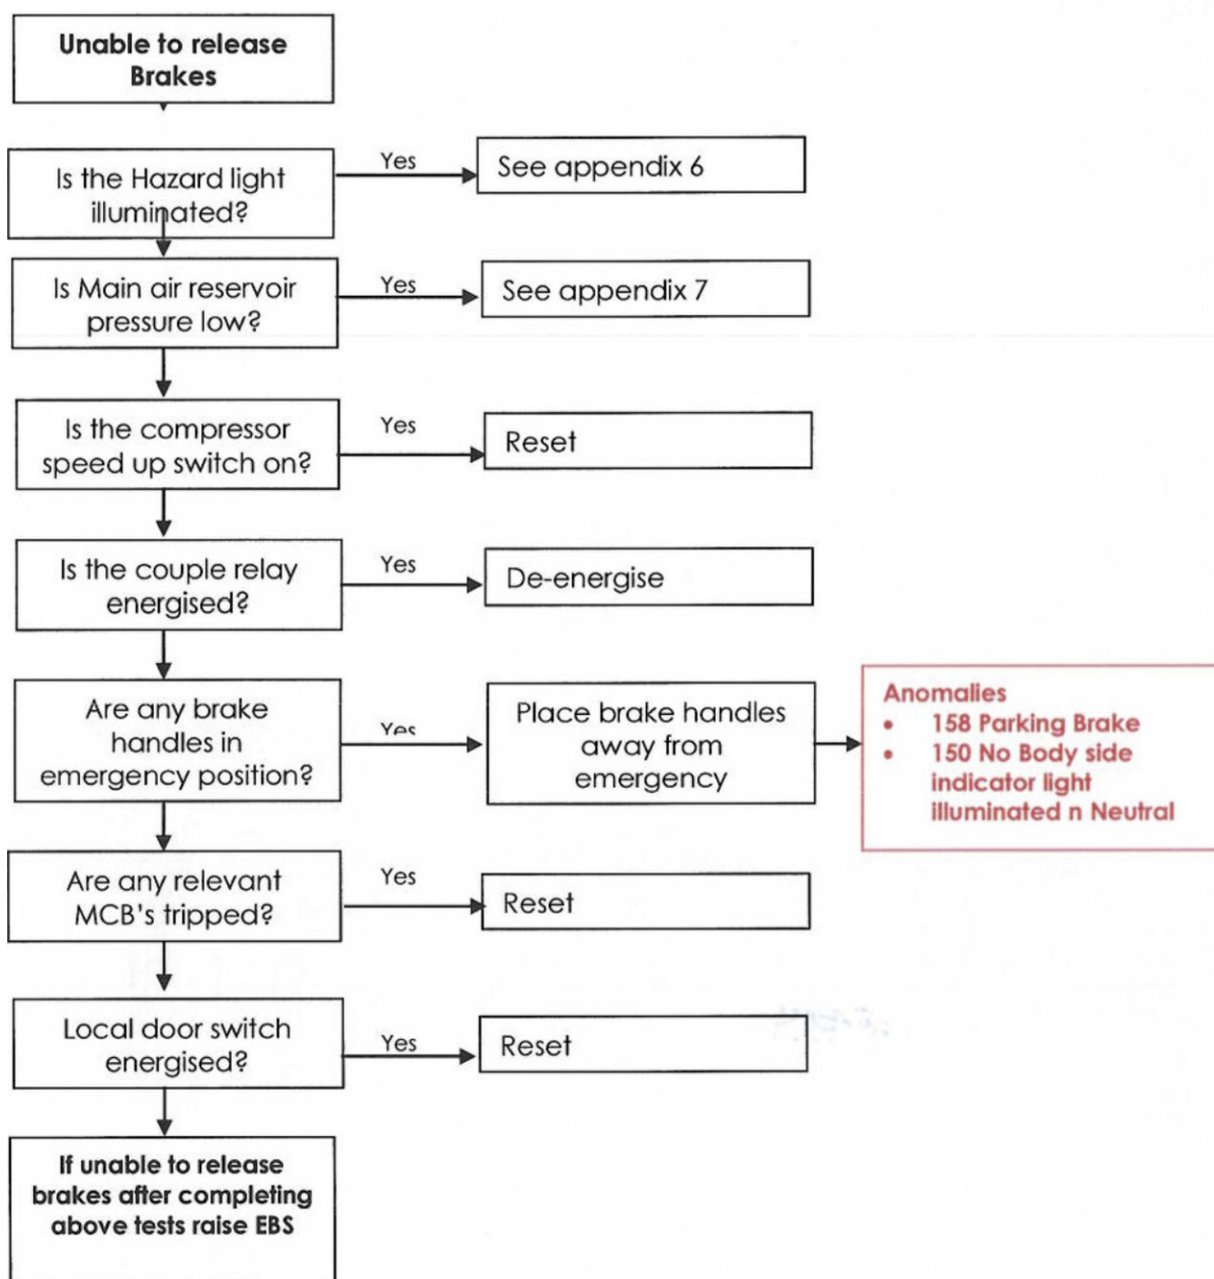 Unable to release
Brakes
Is the Hazard light
illuminated?
Yes
See appendix 6
Is Main air reservoir
pressure low?
Yes
See appendix 7
Is the compressor
speed up switch on?
Yes
Reset
Is the couple relay
energised?
Yes
De-energise
Are any brake
handles in
emergency position?
Yes
Place brake handles
away from
emergency
Anomalies
• 158 Parking Brake
• 150 No Body side
indicator light
illuminated n Neutral
Are any relevant
MCB's tripped?
Yes
Reset
Local door switch
energised?
Yes
Reset
If unable to release
brakes after completing
above tests raise EBS